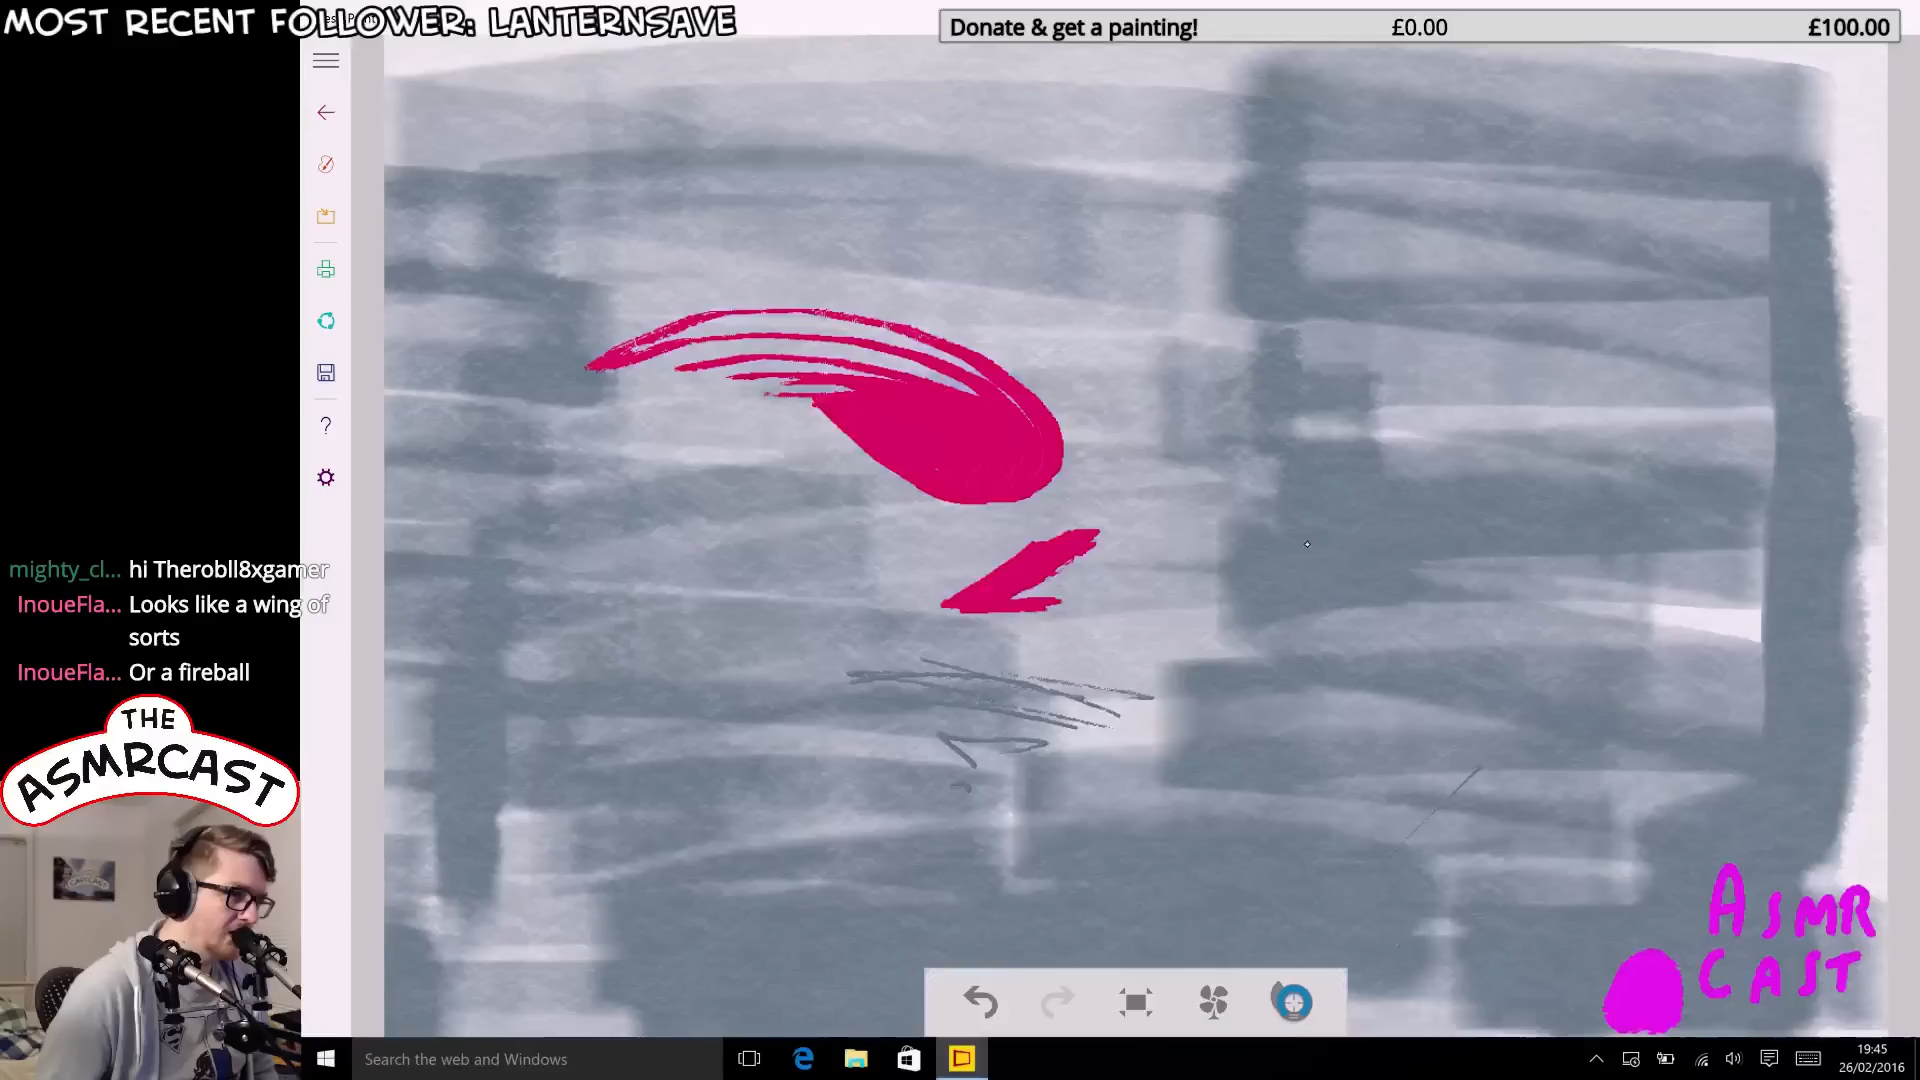 MOST RECENT FOLLOWER: LANTERNSAVE
Donate & get a painting! £0.00 £100.00
mighty_cl... hi Therobll8xgamer
InoueFla... Looks like a wing of
sorts
InoueFla... Or a fireball
THE
ASMRCAST
ASMR
CAST
Search the web and Windows
19:45
26/02/2016